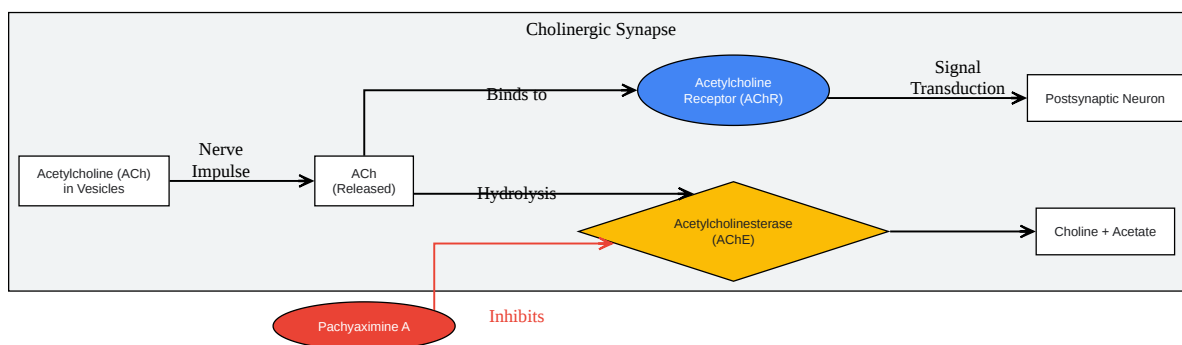 Cholinergic Synapse
Acetylcholine (ACh)
in Vesicles
Nerve
Impulse
ACh
(Released)
Binds to
Acetylcholine
Receptor (AChR)
Signal
Transduction
Postsynaptic Neuron
Hydrolysis
Acetylcholinesterase
(AChE)
Choline + Acetate
Pachyaximine A
Inhibits